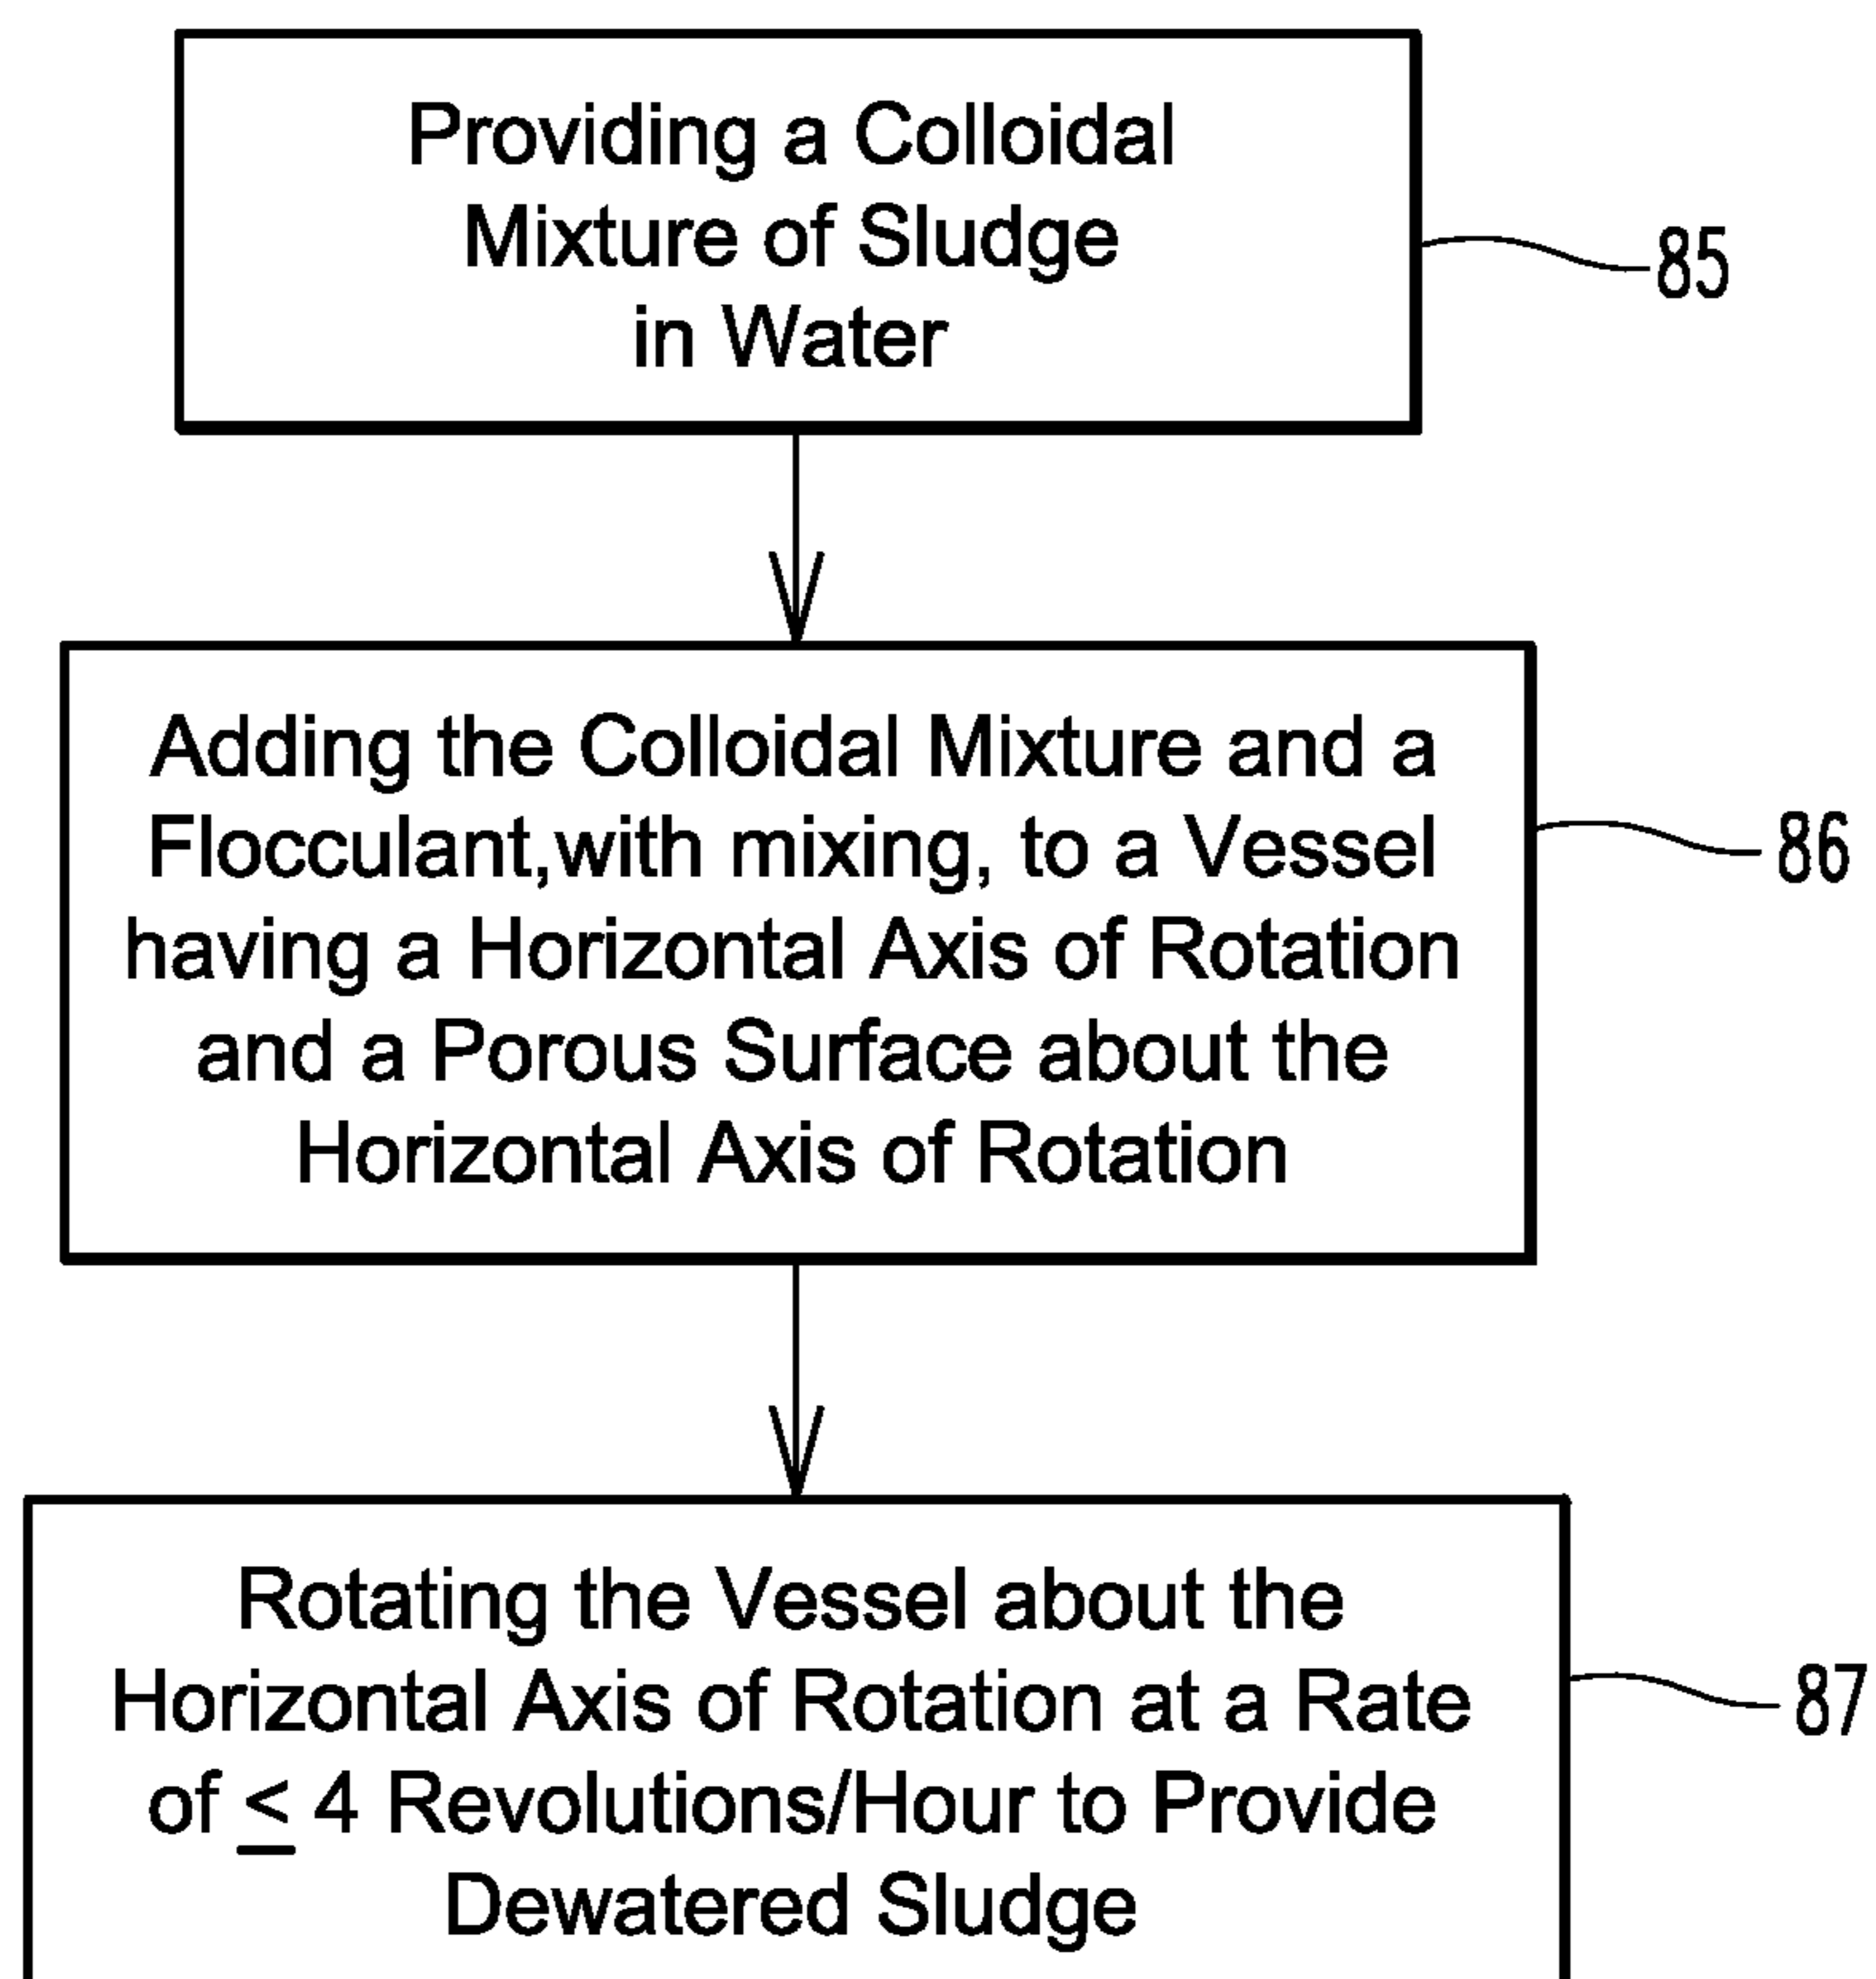 Providing a Colloidal
Mixture of Sludge
in Water
85
Adding the Colloidal Mixture and a
Flocculant,with mixing, to a Vessel
having a Horizontal Axis of Rotation
and a Porous Surface about the
Horizontal Axis of Rotation
86
Rotating the Vessel about the
Horizontal Axis of Rotation at a Rate
of ≤ 4 Revolutions/Hour to Provide
Dewatered Sludge
87